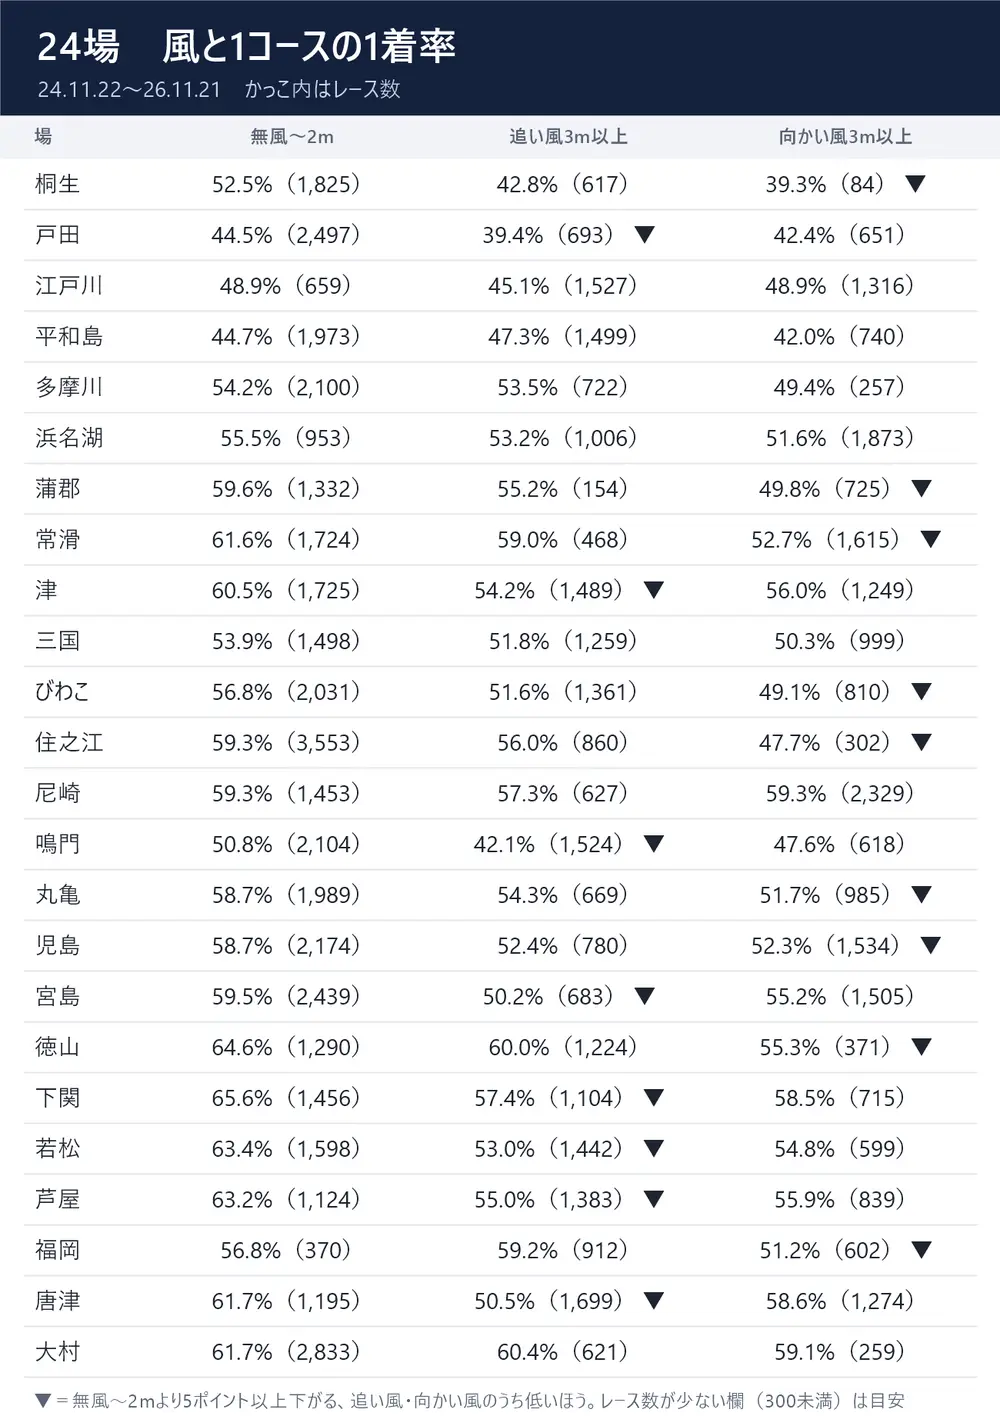 24場　風と1コースの1着率
24.11.22～26.11.21　かっこ内はレース数
場　無風～2m　追い風3m以上　向かい風3m以上
桐生　52.5%（1,825）　42.8%（617）　39.3%（84）▼
戸田　44.5%（2,497）　39.4%（693）▼　42.4%（651）
江戸川　48.9%（659）　45.1%（1,527）　48.9%（1,316）
平和島　44.7%（1,973）　47.3%（1,499）　42.0%（740）
多摩川　54.2%（2,100）　53.5%（722）　49.4%（257）
浜名湖　55.5%（953）　53.2%（1,006）　51.6%（1,873）
蒲郡　59.6%（1,332）　55.2%（154）　49.8%（725）▼
常滑　61.6%（1,724）　59.0%（468）　52.7%（1,615）▼
津　60.5%（1,725）　54.2%（1,489）▼　56.0%（1,249）
三国　53.9%（1,498）　51.8%（1,259）　50.3%（999）
びわこ　56.8%（2,031）　51.6%（1,361）　49.1%（810）▼
住之江　59.3%（3,553）　56.0%（860）　47.7%（302）▼
尼崎　59.3%（1,453）　57.3%（627）　59.3%（2,329）
鳴門　50.8%（2,104）　42.1%（1,524）▼　47.6%（618）
丸亀　58.7%（1,989）　54.3%（669）　51.7%（985）▼
児島　58.7%（2,174）　52.4%（780）　52.3%（1,534）▼
宮島　59.5%（2,439）　50.2%（683）▼　55.2%（1,505）
徳山　64.6%（1,290）　60.0%（1,224）　55.3%（371）▼
下関　65.6%（1,456）　57.4%（1,104）▼　58.5%（715）
若松　63.4%（1,598）　53.0%（1,442）▼　54.8%（599）
芦屋　63.2%（1,124）　55.0%（1,383）▼　55.9%（839）
福岡　56.8%（370）　59.2%（912）　51.2%（602）▼
唐津　61.7%（1,195）　50.5%（1,699）▼　58.6%（1,274）
大村　61.7%（2,833）　60.4%（621）　59.1%（259）
▼＝無風～2mより5ポイント以上下がる、追い風・向かい風のうち低いほう。レース数が少ない欄（300未満）は目安